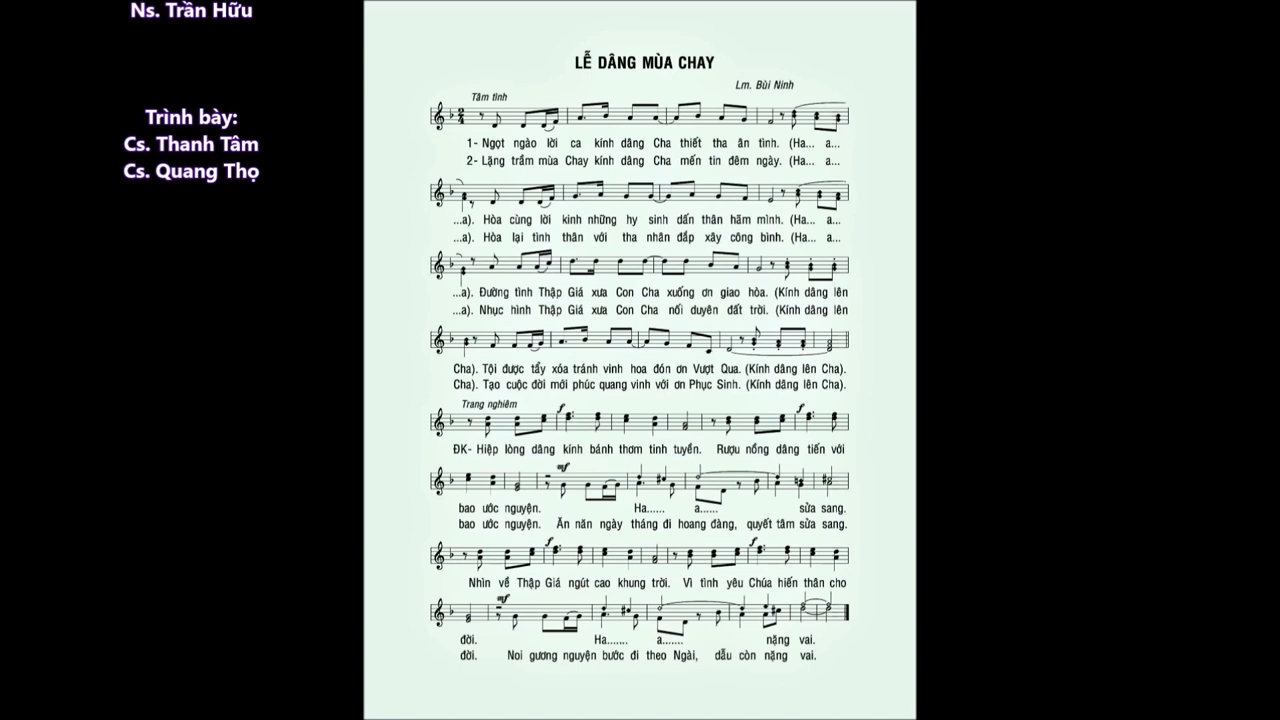 Ns. Trần Hữu
Trình bày:
Cs. Thanh Tâm
Cs. Quang Thọ
LỄ DÂNG MÙA CHAY
Lm. Bùi Ninh
Tâm tình
1- Ngọt ngào lời ca kính dâng Cha thiết tha ân tình. (Ha... a...
2- Lặng trầm mùa Chay kính dâng Cha mến tin đêm ngày. (Ha... a...
...a). Hòa cùng lời kinh những hy sinh dấn thân hãm mình. (Ha... a...
...a). Hòa lại tình thân với tha nhân đắp xây công bình. (Ha... a...
...a). Đường tình Thập Giá xưa Con Cha xuống ơn giao hòa. (Kính dâng lên
...a). Nhục hình Thập Giá xưa Con Cha nối duyên đất trời. (Kính dâng lên
Cha). Tội được tẩy xóa tránh vinh hoa đón ơn Vượt Qua. (Kính dâng lên Cha).
Cha). Tạo cuộc đời mới phúc quang vinh với ơn Phục Sinh. (Kính dâng lên Cha).
Trang nghiêm
f
f
ĐK- Hiệp lòng dâng kính bánh thơm tinh tuyền. Rượu nồng dâng tiến với
mf
bao ước nguyện. Ha...... a...... sửa sang.
bao ước nguyện. Ăn năn ngày tháng đi hoang đàng, quyết tâm sửa sang.
f
f
Nhìn về Thập Giá ngút cao khung trời. Vì tình yêu Chúa hiến thân cho
mf
đời. Ha....... a....... nặng vai.
đời. Noi gương nguyện bước đi theo Ngài, dẫu còn nặng vai.